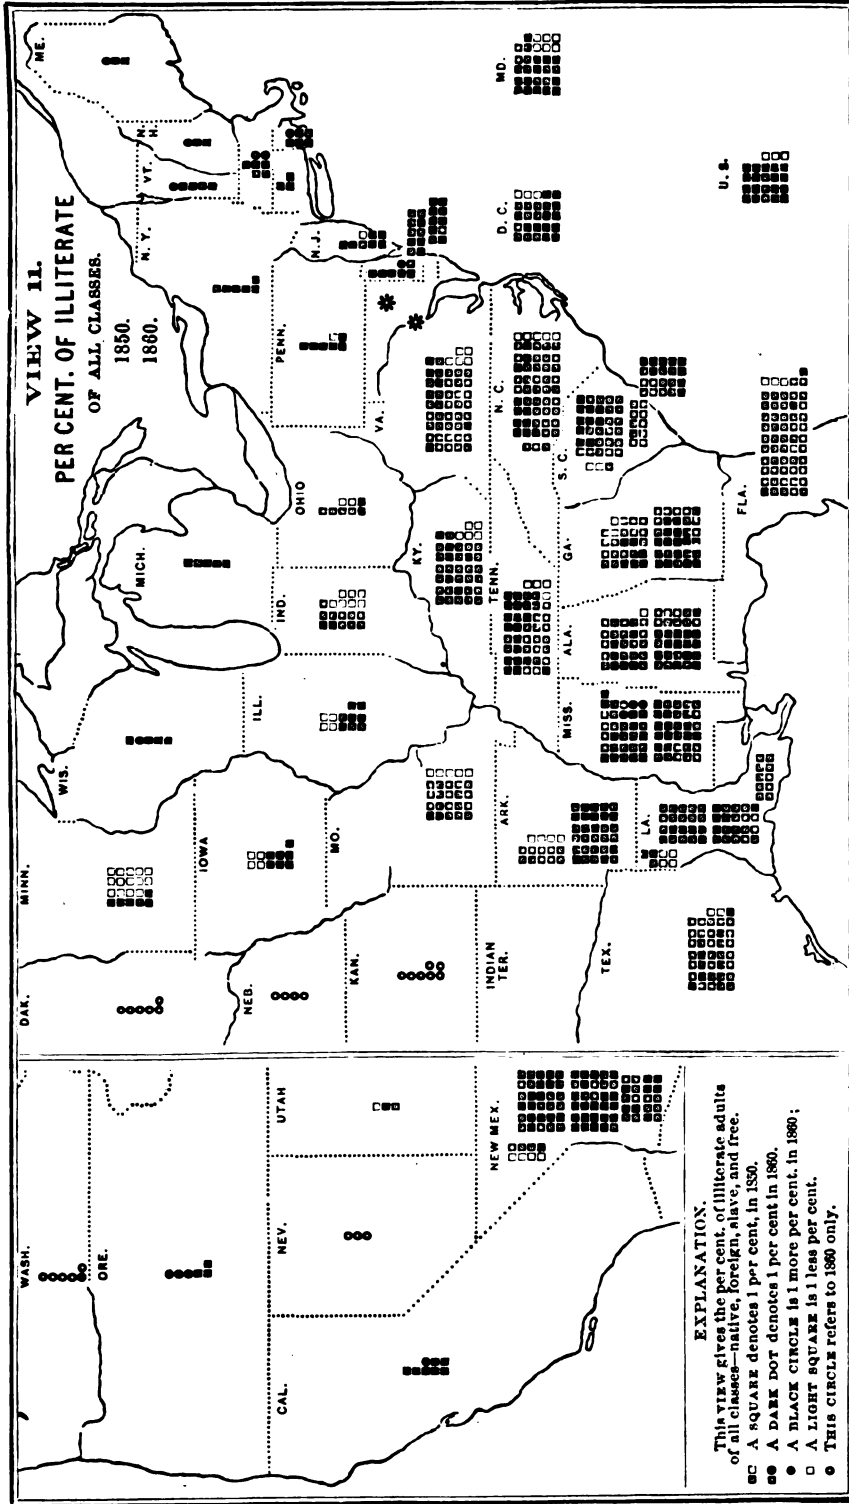 VIEW 11.
PER CENT. OF ILLITERATE
OF ALL CLASSES.
1850.
1860.
ME.
N. H.
VT.
N. Y.
N.J.
PENN.
MD.
D. C.
U. S.
VA.
N. C.
S. C.
OHIO
MICH.
IND.
KY.
TENN.
GA.
FLA.
ALA.
MISS.
ILL.
WIS.
MINN.
IOWA
MO.
ARK.
LA.
DAK.
NEB.
KAN.
INDIAN
TER.
TEX.
WASH.
ORE.
CAL.
NEV.
UTAH
NEW MEX.
EXPLANATION.
This VIEW gives the per cent. of illiterate adults
of all classes—native, foreign, slave, and free.
A SQUARE denotes 1 per cent, in 1850.
A DARK DOT denotes 1 per cent in 1860.
A BLACK CIRCLE is 1 more per cent. in 1860;
A LIGHT SQUARE is 1 less per cent.
THIS CIRCLE refers to 1860 only.